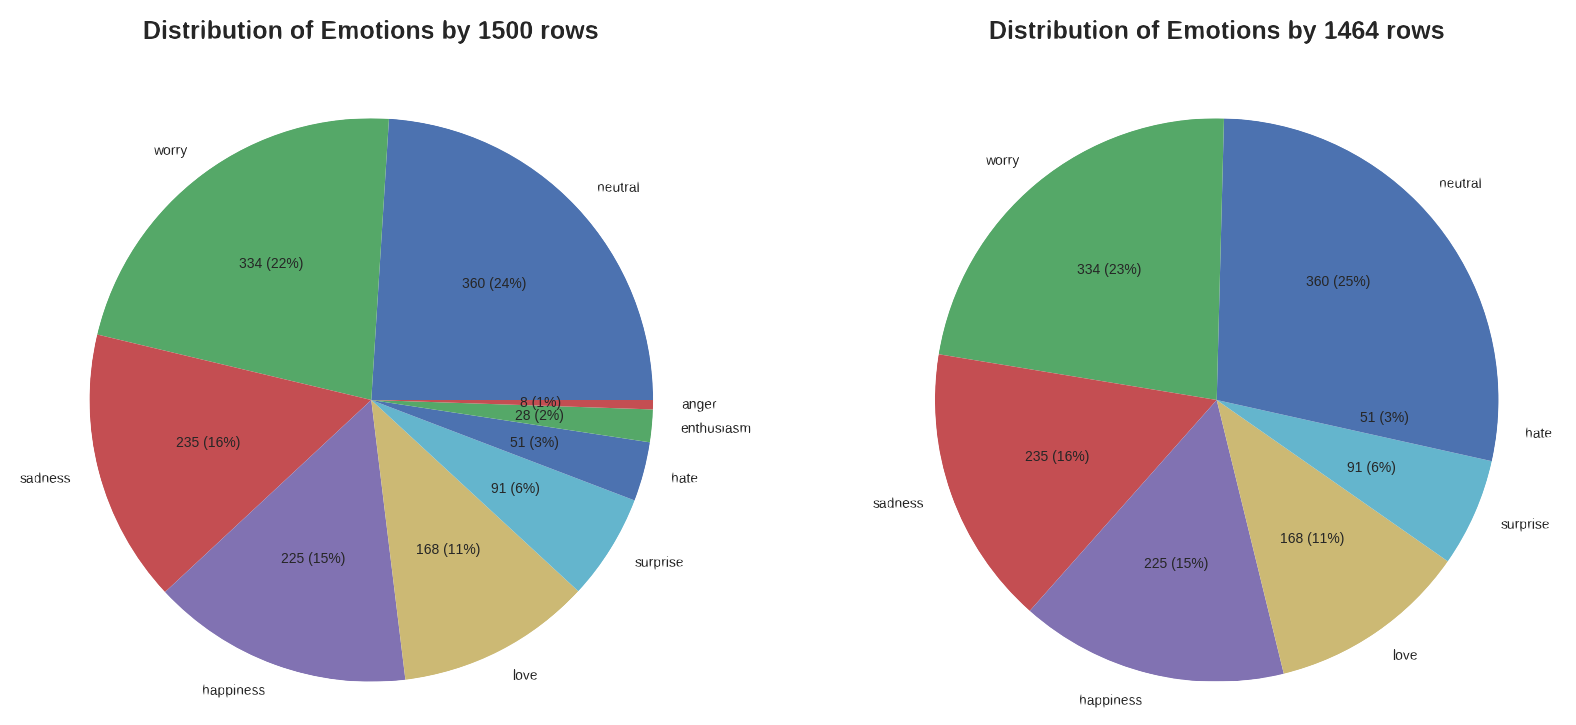 Distribution of Emotions by 1500 rows
worry
neutral
334 (22%)
360 (24%)
8 (1%)
anger
28 (2%)
enthusiasm
235 (16%)
51 (3%)
sadness
hate
91 (6%)
168 (11%)
225 (15%)
surprise
love
happiness
Distribution of Emotions by 1464 rows
worry
neutral
334 (23%)
360 (25%)
51 (3%)
hate
235 (16%)
91 (6%)
sadness
surprise
168 (11%)
225 (15%)
love
happiness